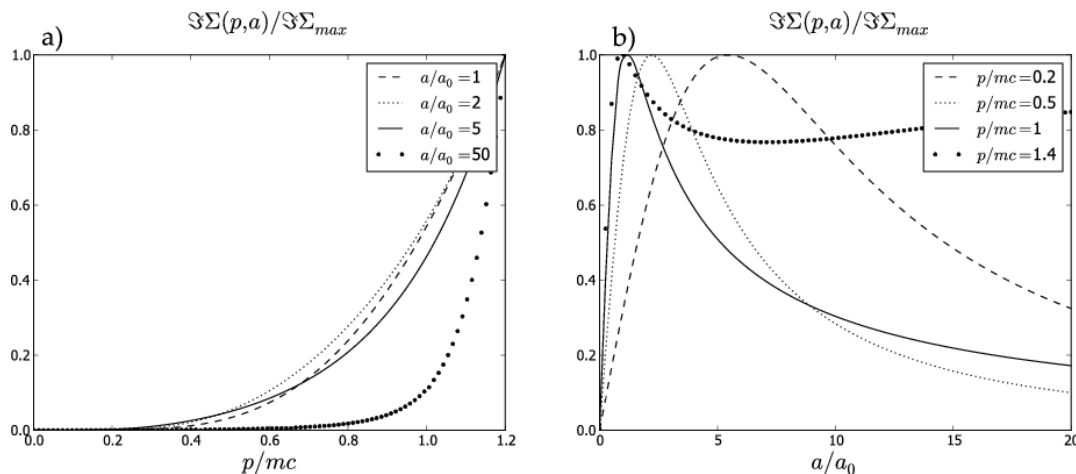 ℑΣ(p,a)/ℑΣ_max
a)
1.0
0.8
0.6
0.4
0.2
0.0
a/a_0 = 1
a/a_0 = 2
a/a_0 = 5
a/a_0 = 50
0.0 0.2 0.4 0.6 0.8 1.0 1.2
p/mc
ℑΣ(p,a)/ℑΣ_max
b)
1.0
0.8
0.6
0.4
0.2
0.0
p/mc = 0.2
p/mc = 0.5
p/mc = 1
p/mc = 1.4
0 5 10 15 20
a/a_0